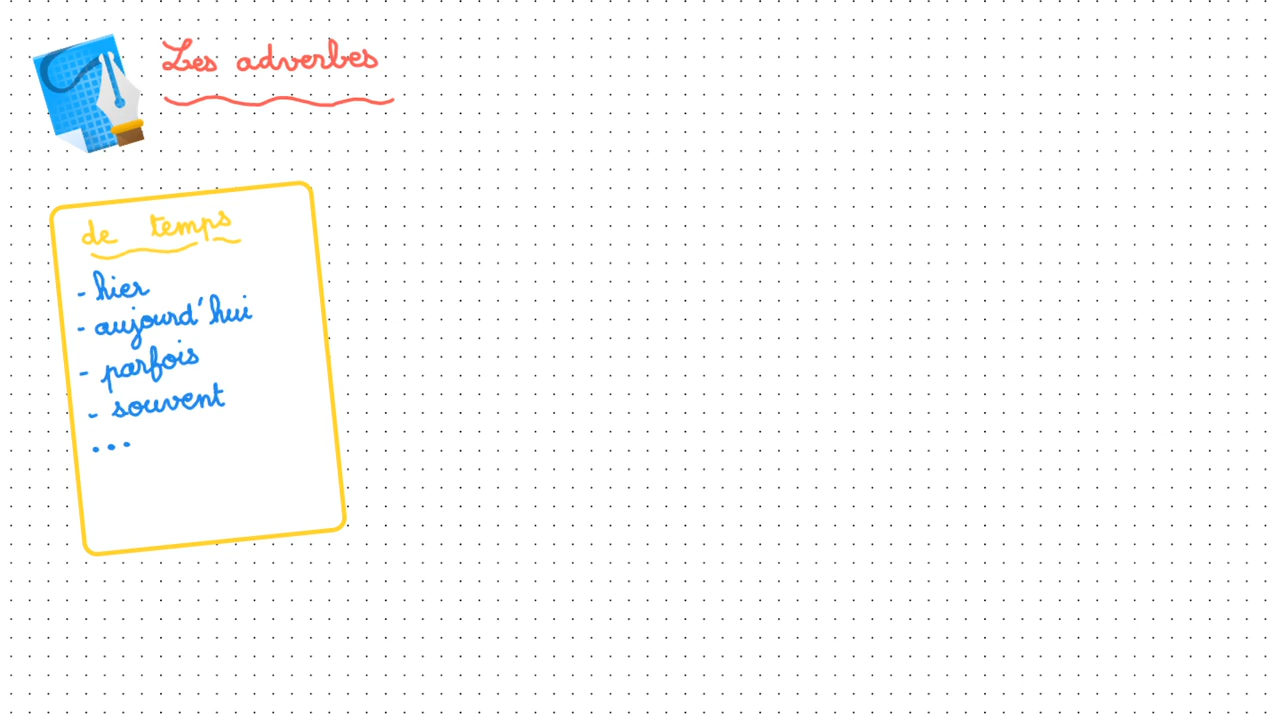 Les adverbes
de temps
- hier
- aujourd'hui
- parfois
- souvent
...